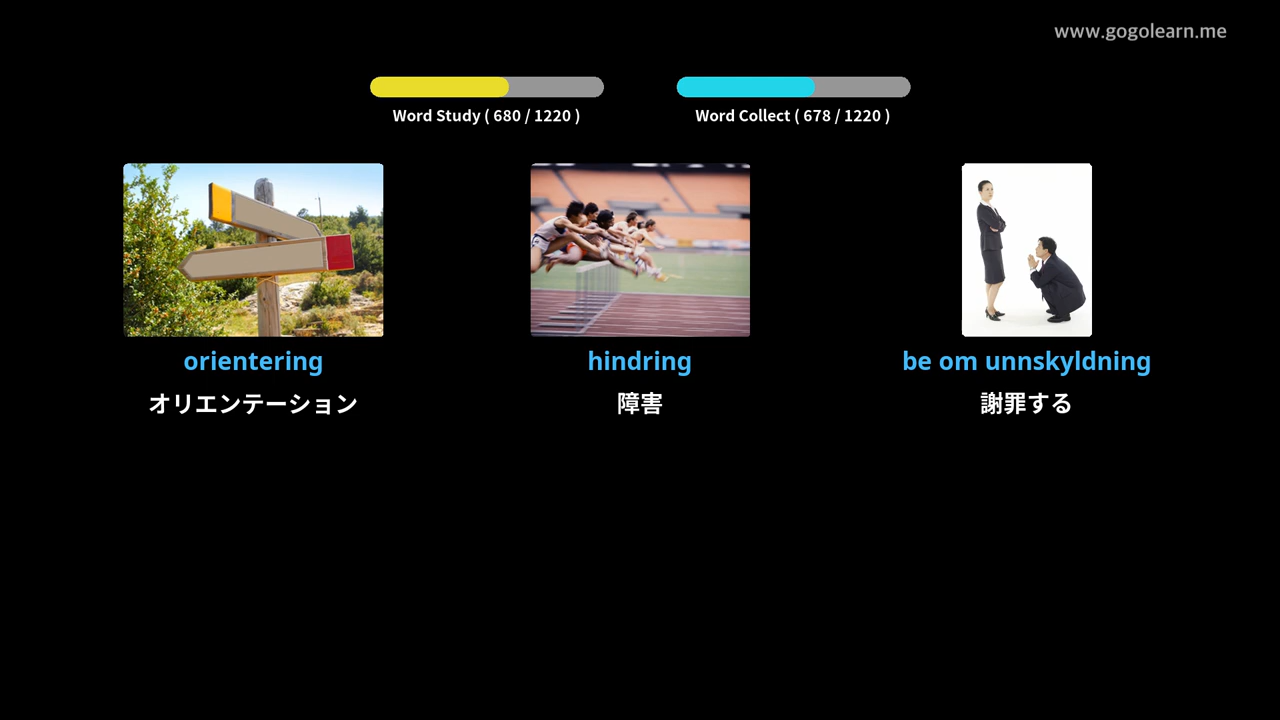 www.gogolearn.me
Word Study ( 680 / 1220 )
Word Collect ( 678 / 1220 )
orientering
hindring
be om unnskyldning
オリエンテーション
障害
謝罪する